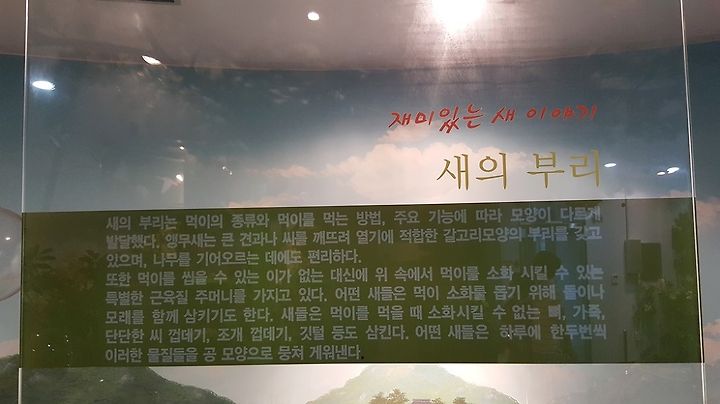 재미있는 새 이야기
새의 부리
새의 부리는 먹이의 종류와 먹이를 먹는 방법, 주요 기능에 따라 모양이 다르게
발달했다. 앵무새는 큰 견과나 씨를 깨뜨려 열기에 적합한 갈고리모양의 부리를 갖고
있으며, 나무를 기어오르는 데에도 편리하다.
또한 먹이를 씹을 수 있는 이가 없는 대신에 위 속에서 먹이를 소화 시킬 수 있는
특별한 근육질 주머니를 가지고 있다. 어떤 새들은 먹이 소화를 돕기 위해 돌이나
모래를 함께 삼키기도 한다. 새들은 먹이를 먹을 때 소화시킬 수 없는 뼈, 가죽,
단단한 씨 껍데기, 조개 껍데기, 깃털 등도 삼킨다. 어떤 새들은 하루에 한두번씩
이러한 물질들을 공 모양으로 뭉쳐 게워낸다.